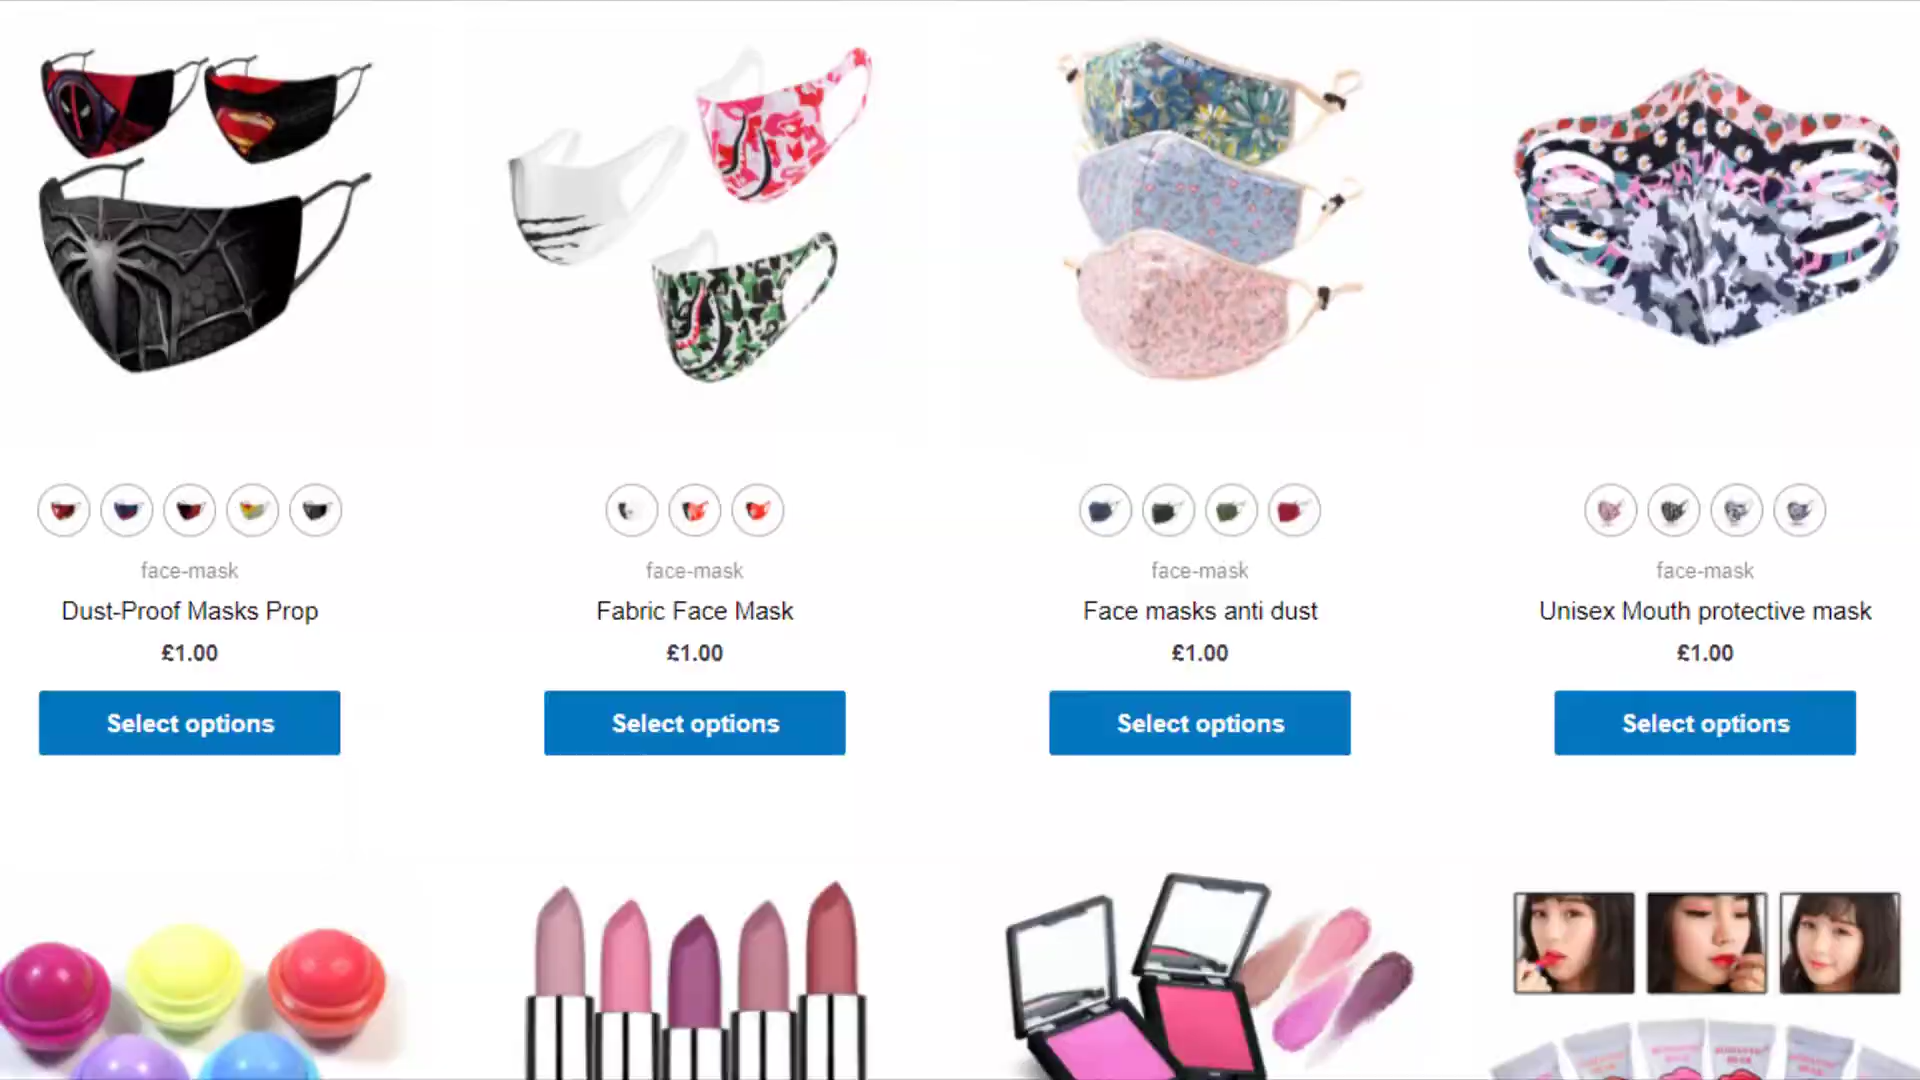 face-mask
Dust-Proof Masks Prop
£1.00
Select options
face-mask
Fabric Face Mask
£1.00
Select options
face-mask
Face masks anti dust
£1.00
Select options
face-mask
Unisex Mouth protective mask
£1.00
Select options